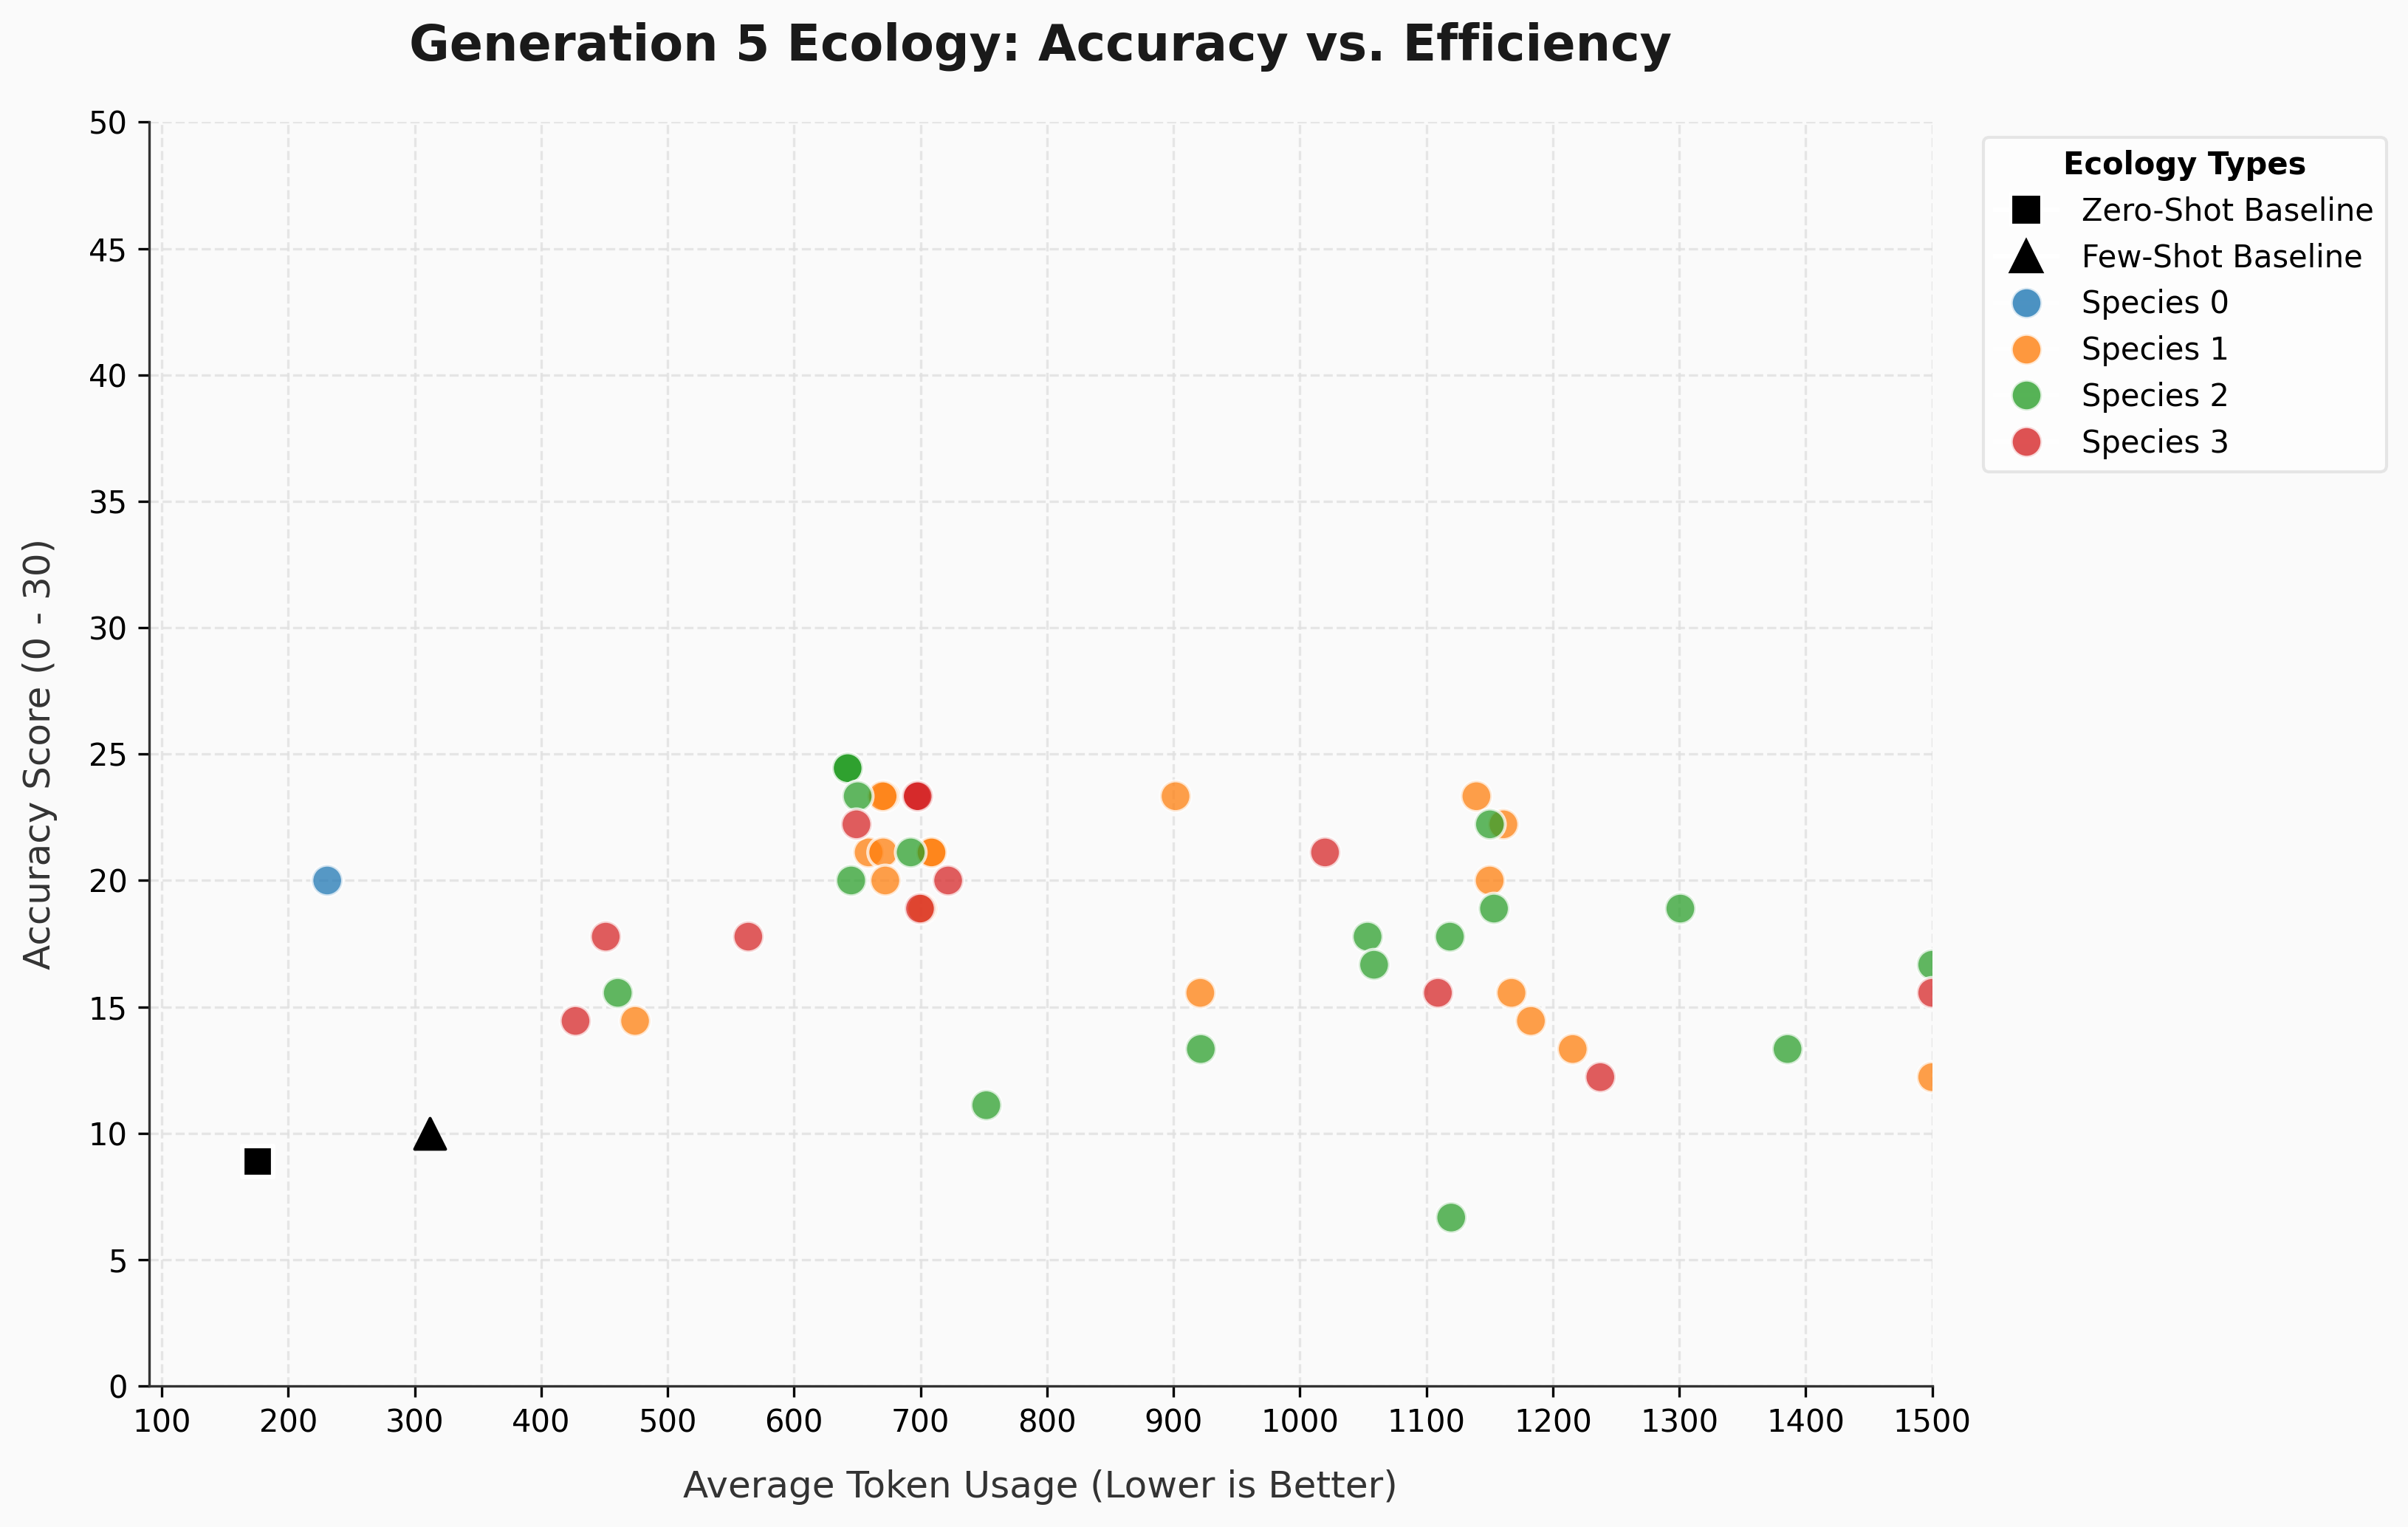 Generation 5 Ecology: Accuracy vs. Efficiency
50
45
40
35
30
25
20
15
10
5
0
Accuracy Score (0 - 30)
100 200 300 400 500 600 700 800 900 1000 1100 1200 1300 1400 1500
Average Token Usage (Lower is Better)
Ecology Types
Zero-Shot Baseline
Few-Shot Baseline
Species 0
Species 1
Species 2
Species 3